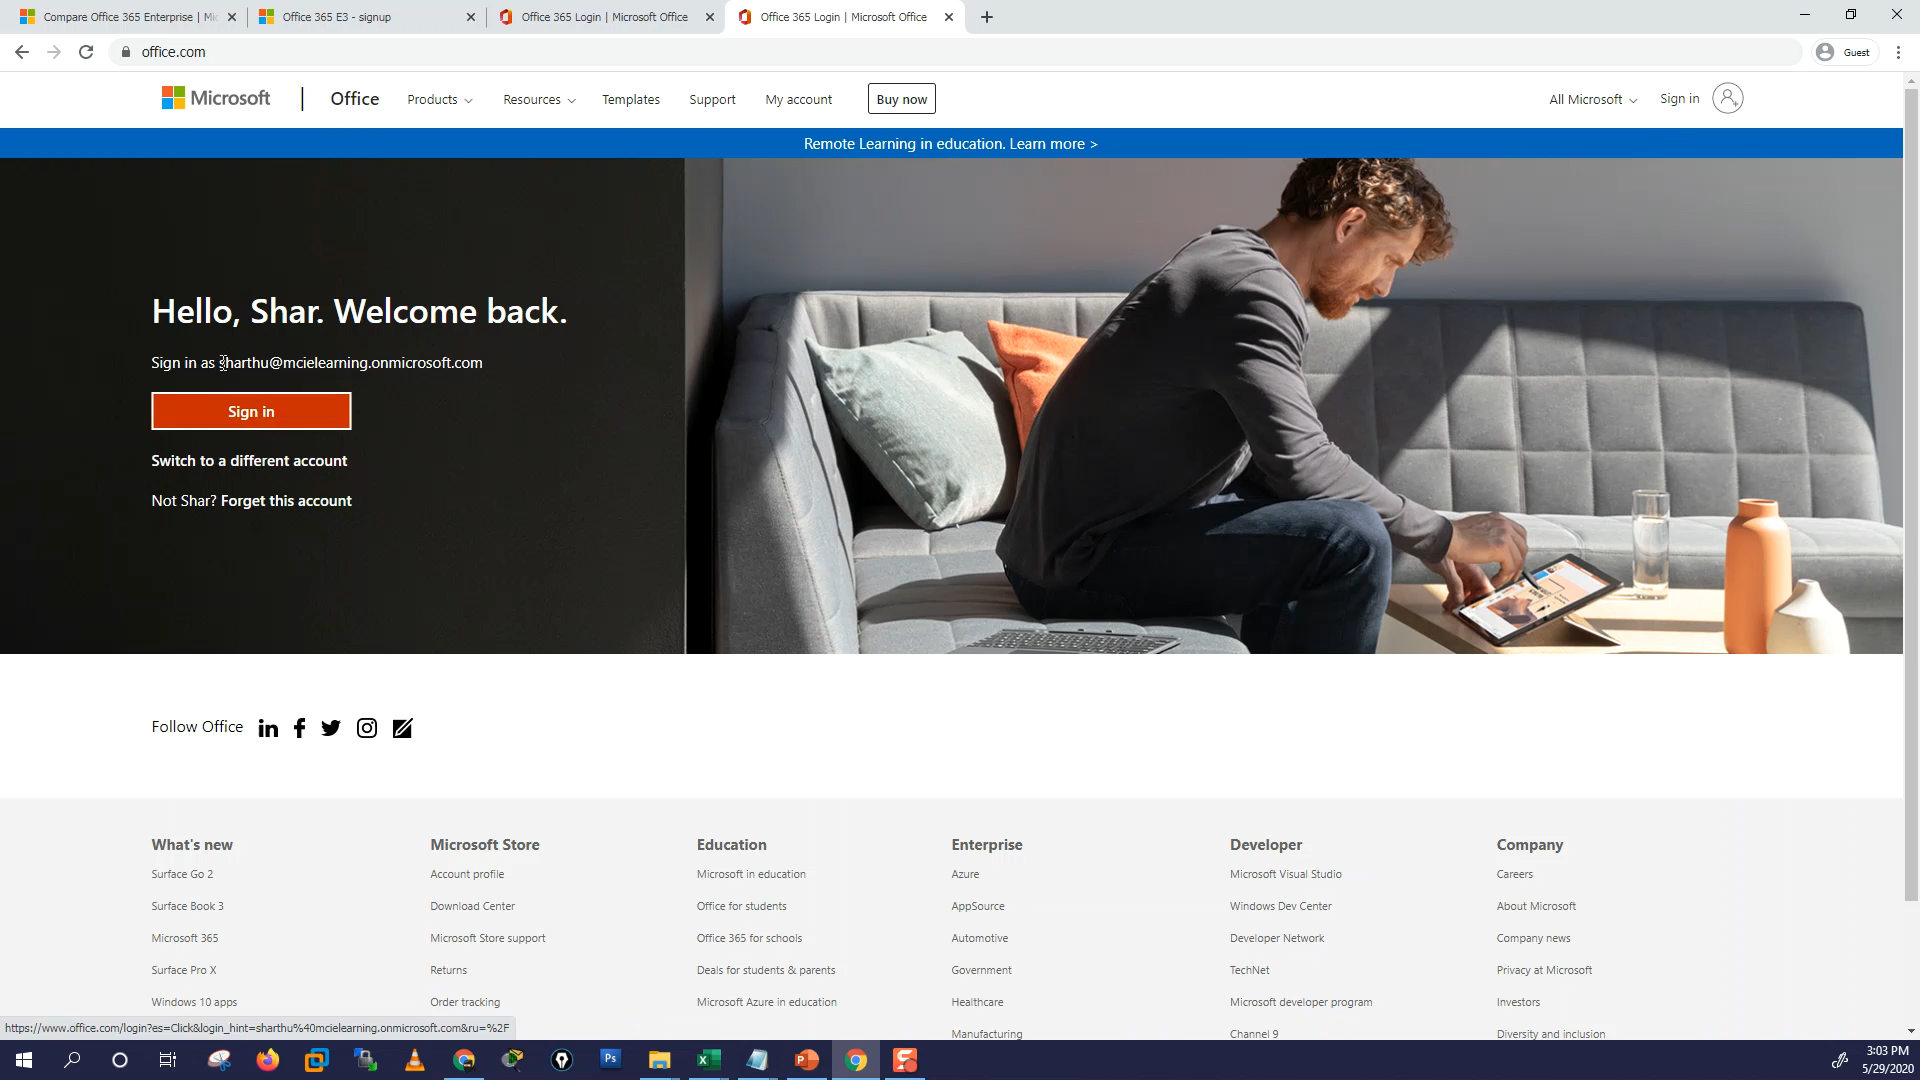 Compare Office 365 Enterprise | Mic
Office 365 E3 - signup
Office 365 Login | Microsoft Office
Office 365 Login | Microsoft Office
office.com
Guest
Microsoft
Office
Products
Resources
Templates
Support
My account
Buy now
All Microsoft
Sign in
Remote Learning in education. Learn more >
Hello, Shar. Welcome back.
Sign in as sharthu@mcielearning.onmicrosoft.com
Sign in
Switch to a different account
Not Shar? Forget this account
Follow Office
What's new
Surface Go 2
Surface Book 3
Microsoft 365
Surface Pro X
Windows 10 apps
Microsoft Store
Account profile
Download Center
Microsoft Store support
Returns
Order tracking
Education
Microsoft in education
Office for students
Office 365 for schools
Deals for students & parents
Microsoft Azure in education
Enterprise
Azure
AppSource
Automotive
Government
Healthcare
Manufacturing
Developer
Microsoft Visual Studio
Windows Dev Center
Developer Network
TechNet
Microsoft developer program
Channel 9
Company
Careers
About Microsoft
Company news
Privacy at Microsoft
Investors
Diversity and inclusion
https://www.office.com/login?es=Click&login_hint=sharthu%40mcielearning.onmicrosoft.com&ru=%2F
Ps
3:03 PM
5/29/2020